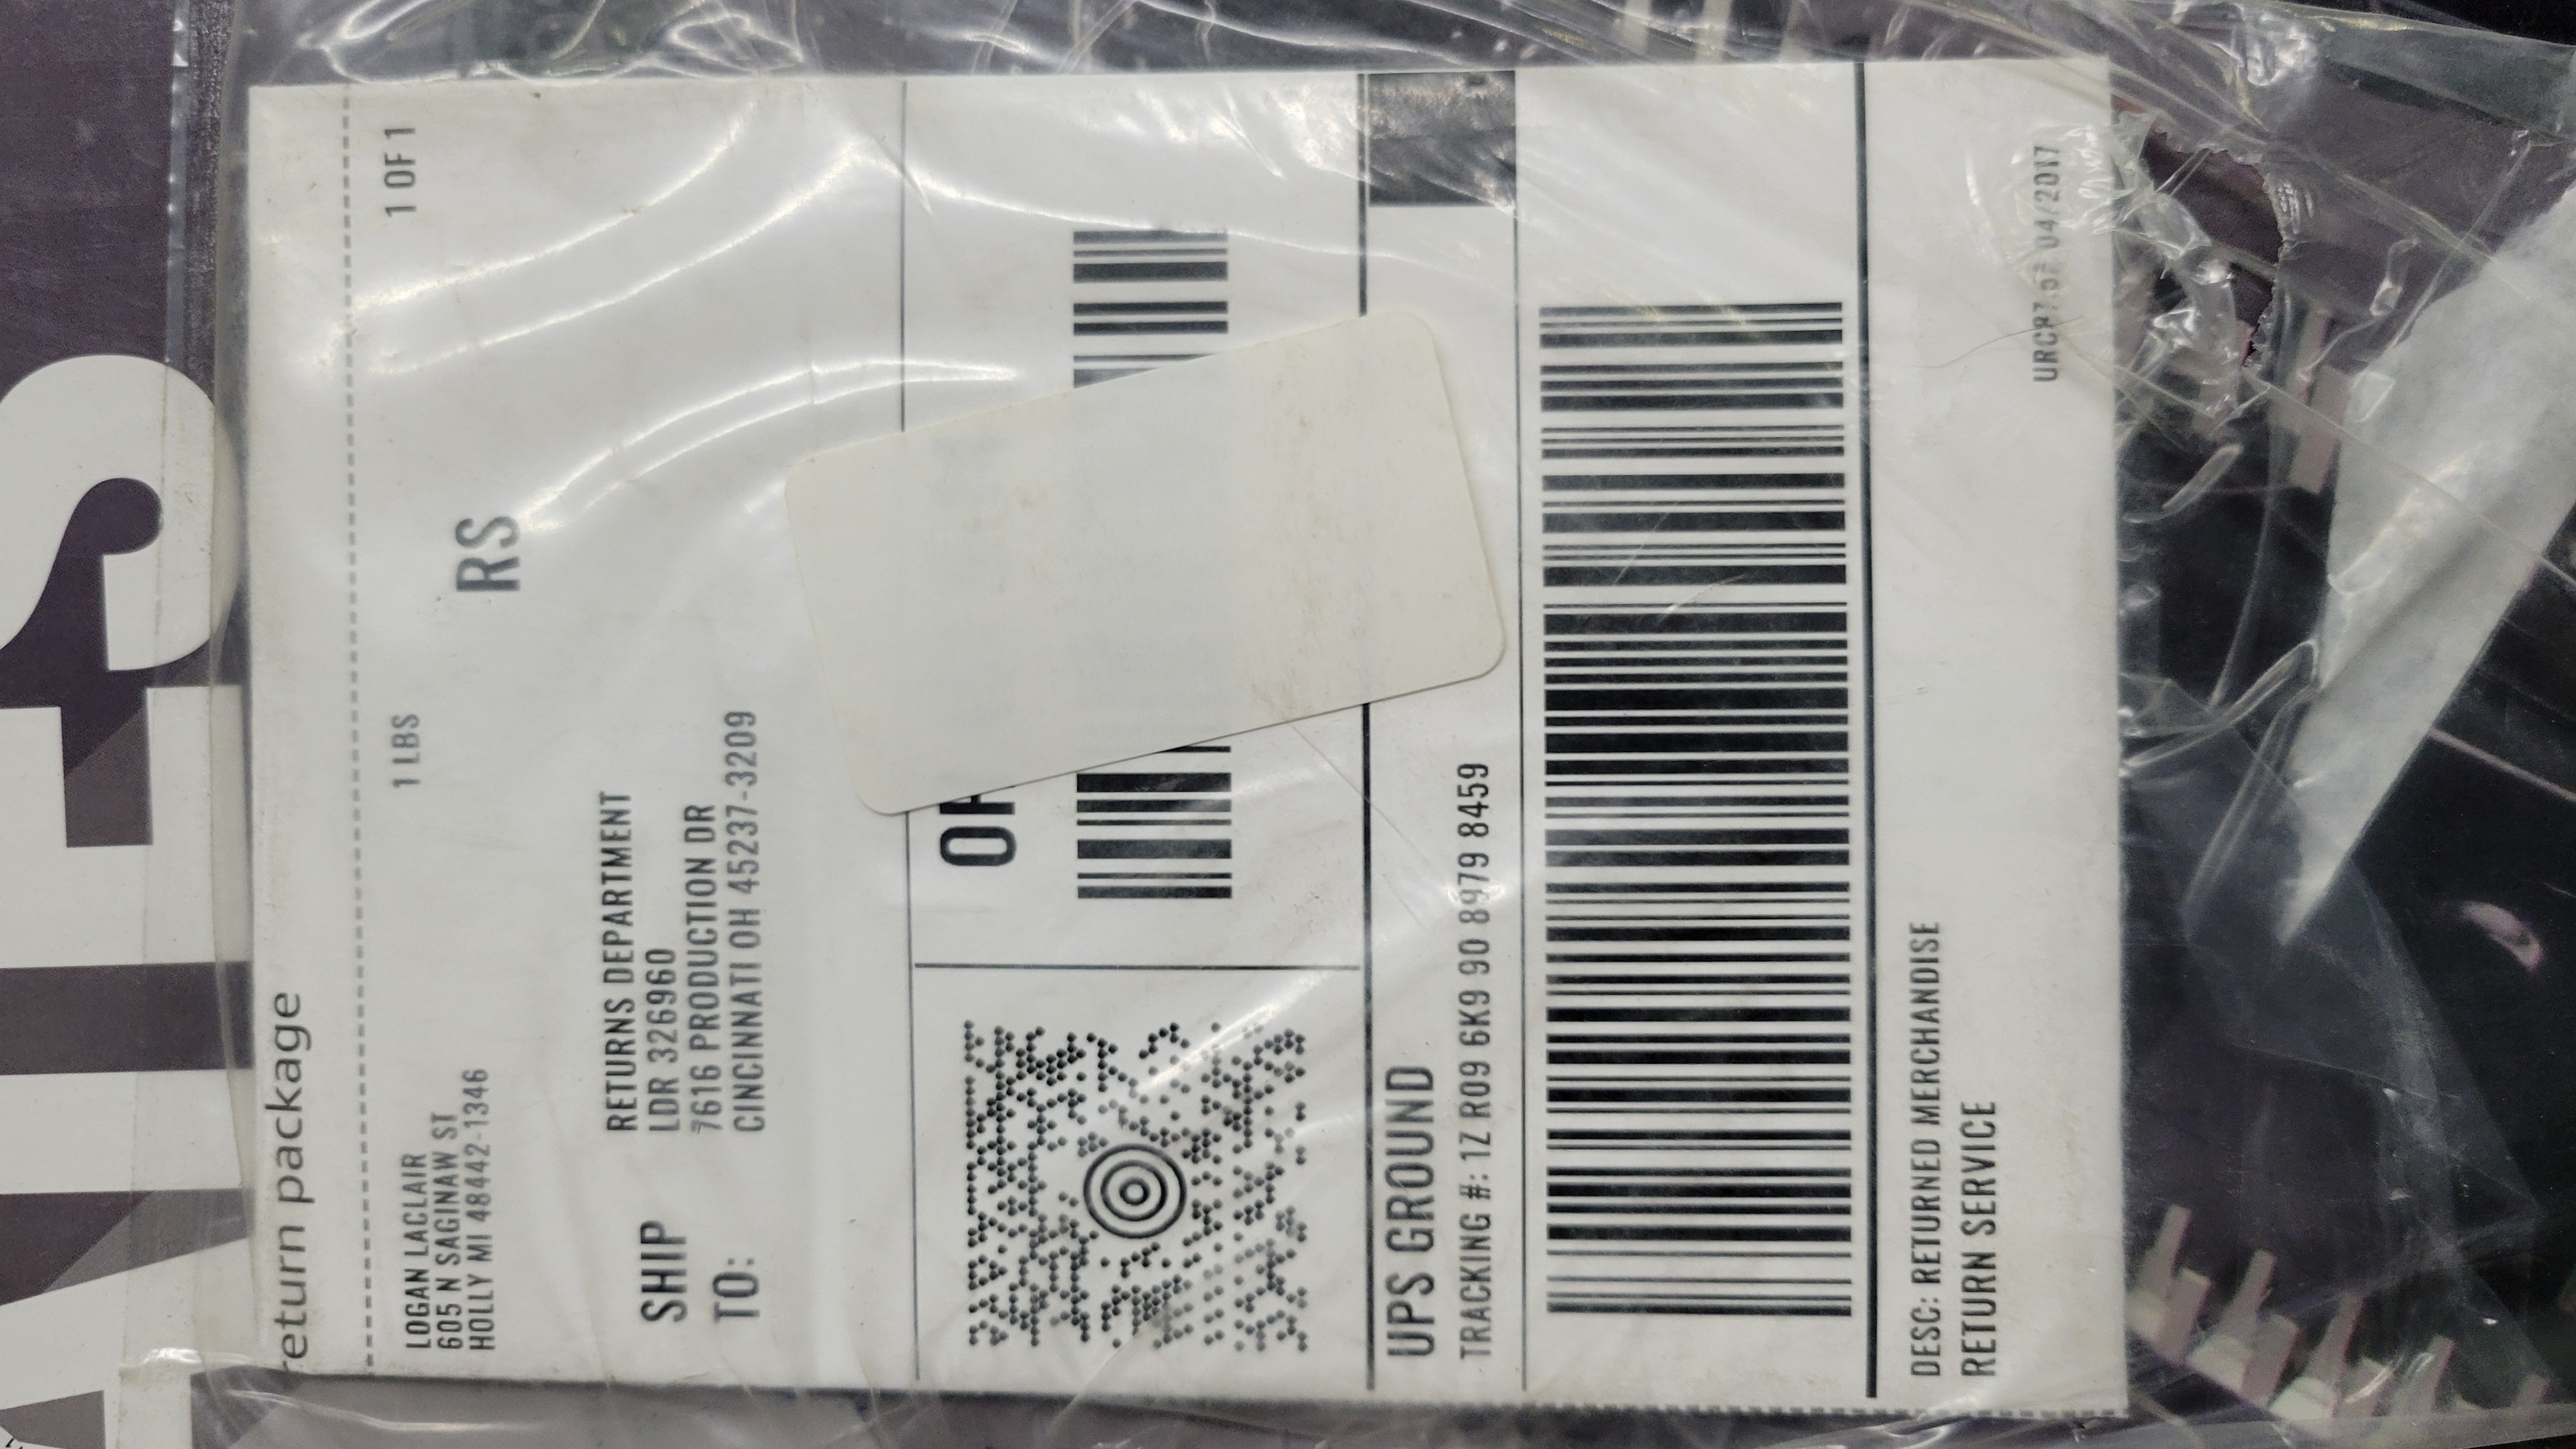 return package
LOGAN LACLAIR
605 N SAGINAW ST
HOLLY MI 48442-1346
1 LBS
1 OF 1
RS
SHIP
TO:
RETURNS DEPARTMENT
LDR 326960
7616 PRODUCTION DR
CINCINNATI OH 45237-3209
OH
UPS GROUND
TRACKING #: 1Z R09 6K9 90 8979 8459
DESC: RETURNED MERCHANDISE
RETURN SERVICE
04/2017